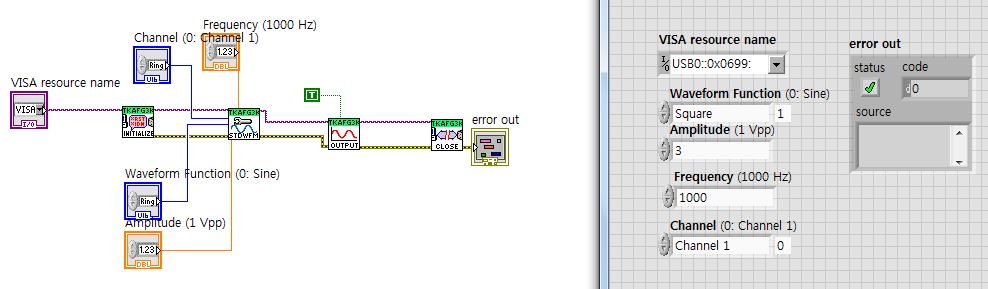 Frequency (1000 Hz)
Channel (0: Channel 1)
1.23
DBL
Ring
U16
VISA resource name
VISA
I/O
TKAFG3K
INITIALIZE
TKAFG3K
STDWFM
T
TKAFG3K
OUTPUT
TKAFG3K
CLOSE
error out
Waveform Function (0: Sine)
Ring
U16
Amplitude (1 Vpp)
1.23
DBL
VISA resource name
USB0::0x0699:
Waveform Function (0: Sine)
Square 1
Amplitude (1 Vpp)
3
Frequency (1000 Hz)
1000
Channel (0: Channel 1)
Channel 1 0
error out
status code
d0
source